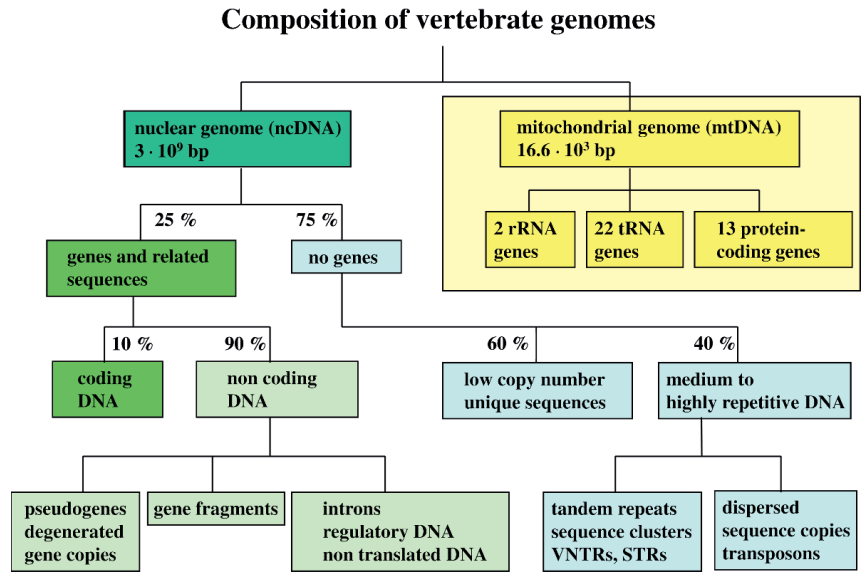 Composition of vertebrate genomes
nuclear genome (ncDNA)
3 · 10⁹ bp
mitochondrial genome (mtDNA)
16.6 · 10³ bp
2 rRNA
genes
22 tRNA
genes
13 protein-
coding genes
25 %
75 %
genes and related
sequences
no genes
10 %
90 %
60 %
40 %
coding
DNA
non coding
DNA
low copy number
unique sequences
medium to
highly repetitive DNA
pseudogenes
degenerated
gene copies
gene fragments
introns
regulatory DNA
non translated DNA
tandem repeats
sequence clusters
VNTRs, STRs
dispersed
sequence copies
transposons